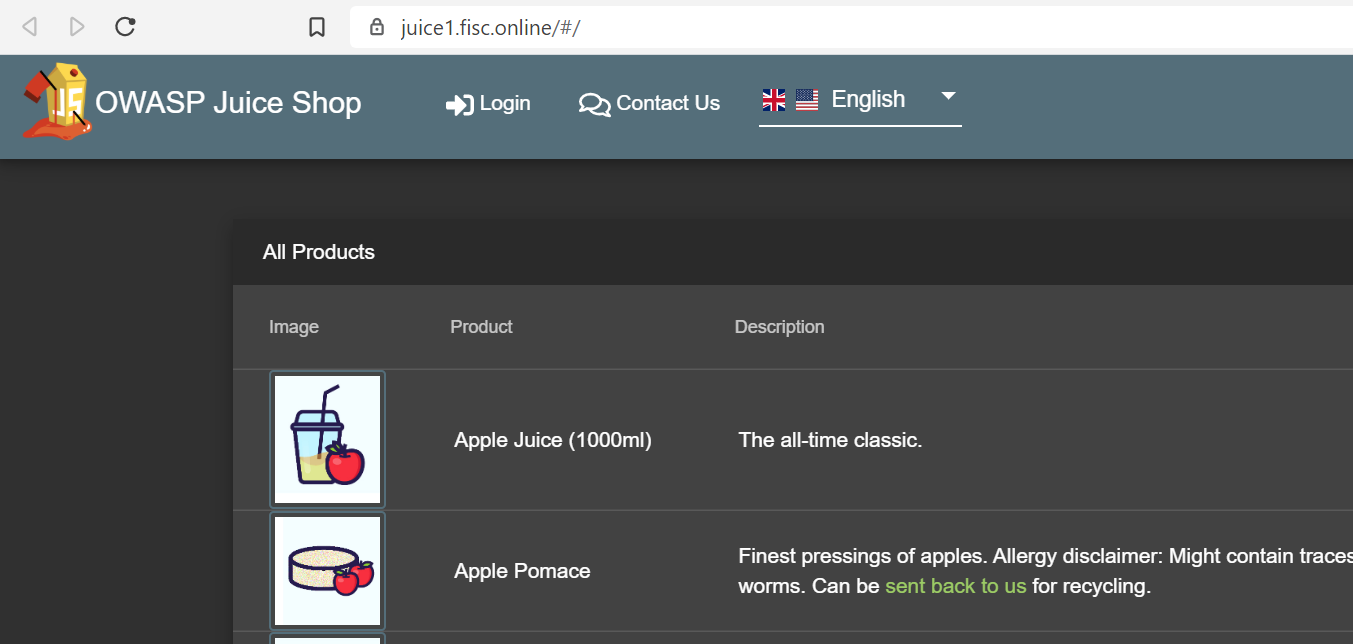 juice1.fisc.online/#/
OWASP Juice Shop
Login
Contact Us
English
All Products
Image Product Description
Apple Juice (1000ml) The all-time classic.
Apple Pomace
Finest pressings of apples. Allergy disclaimer: Might contain traces
worms. Can be sent back to us for recycling.